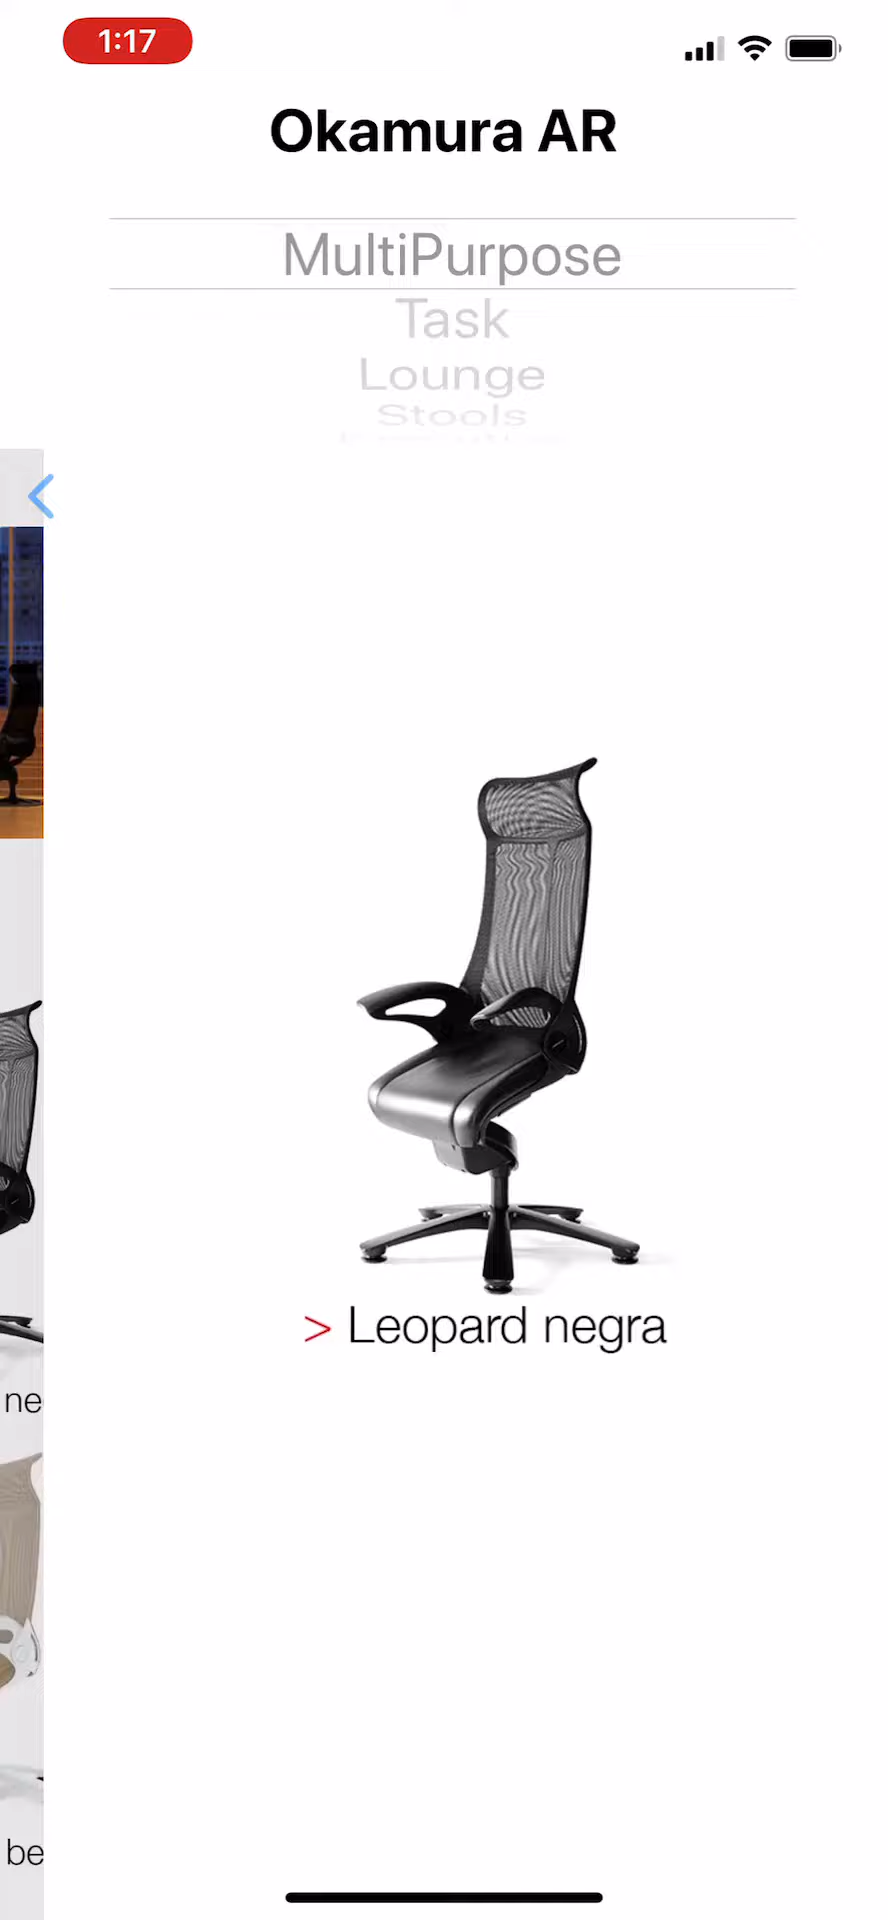 1:17
Okamura AR
MultiPurpose
Task
Lounge
Stools
> Leopard negra
ne
be